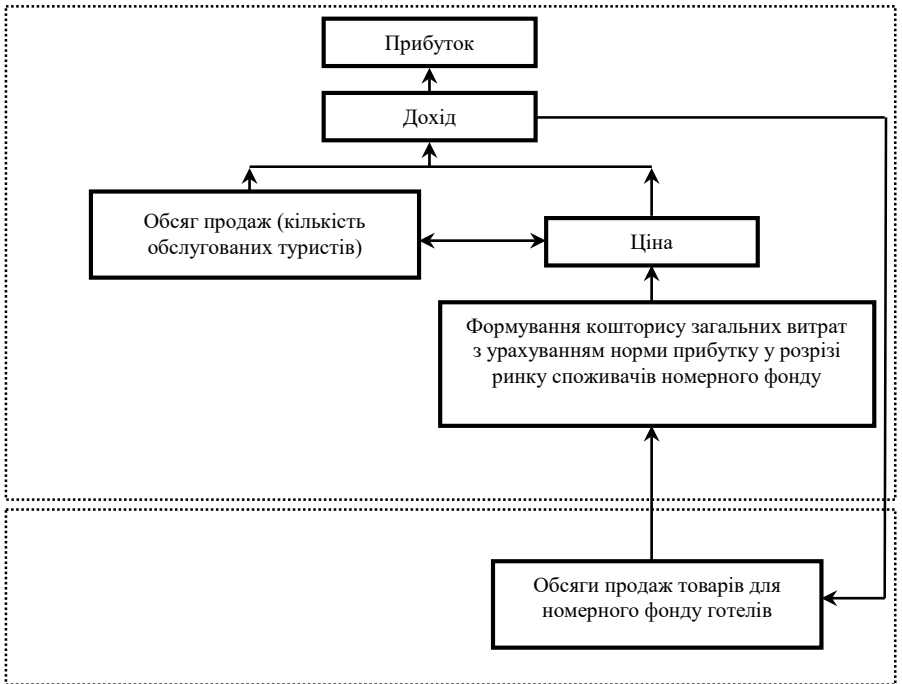 Прибуток
Дохід
Обсяг продаж (кількість
обслугованих туристів)
Ціна
Формування кошторису загальних витрат
з урахуванням норми прибутку у розрізі
ринку споживачів номерного фонду
Обсяги продаж товарів для
номерного фонду готелів